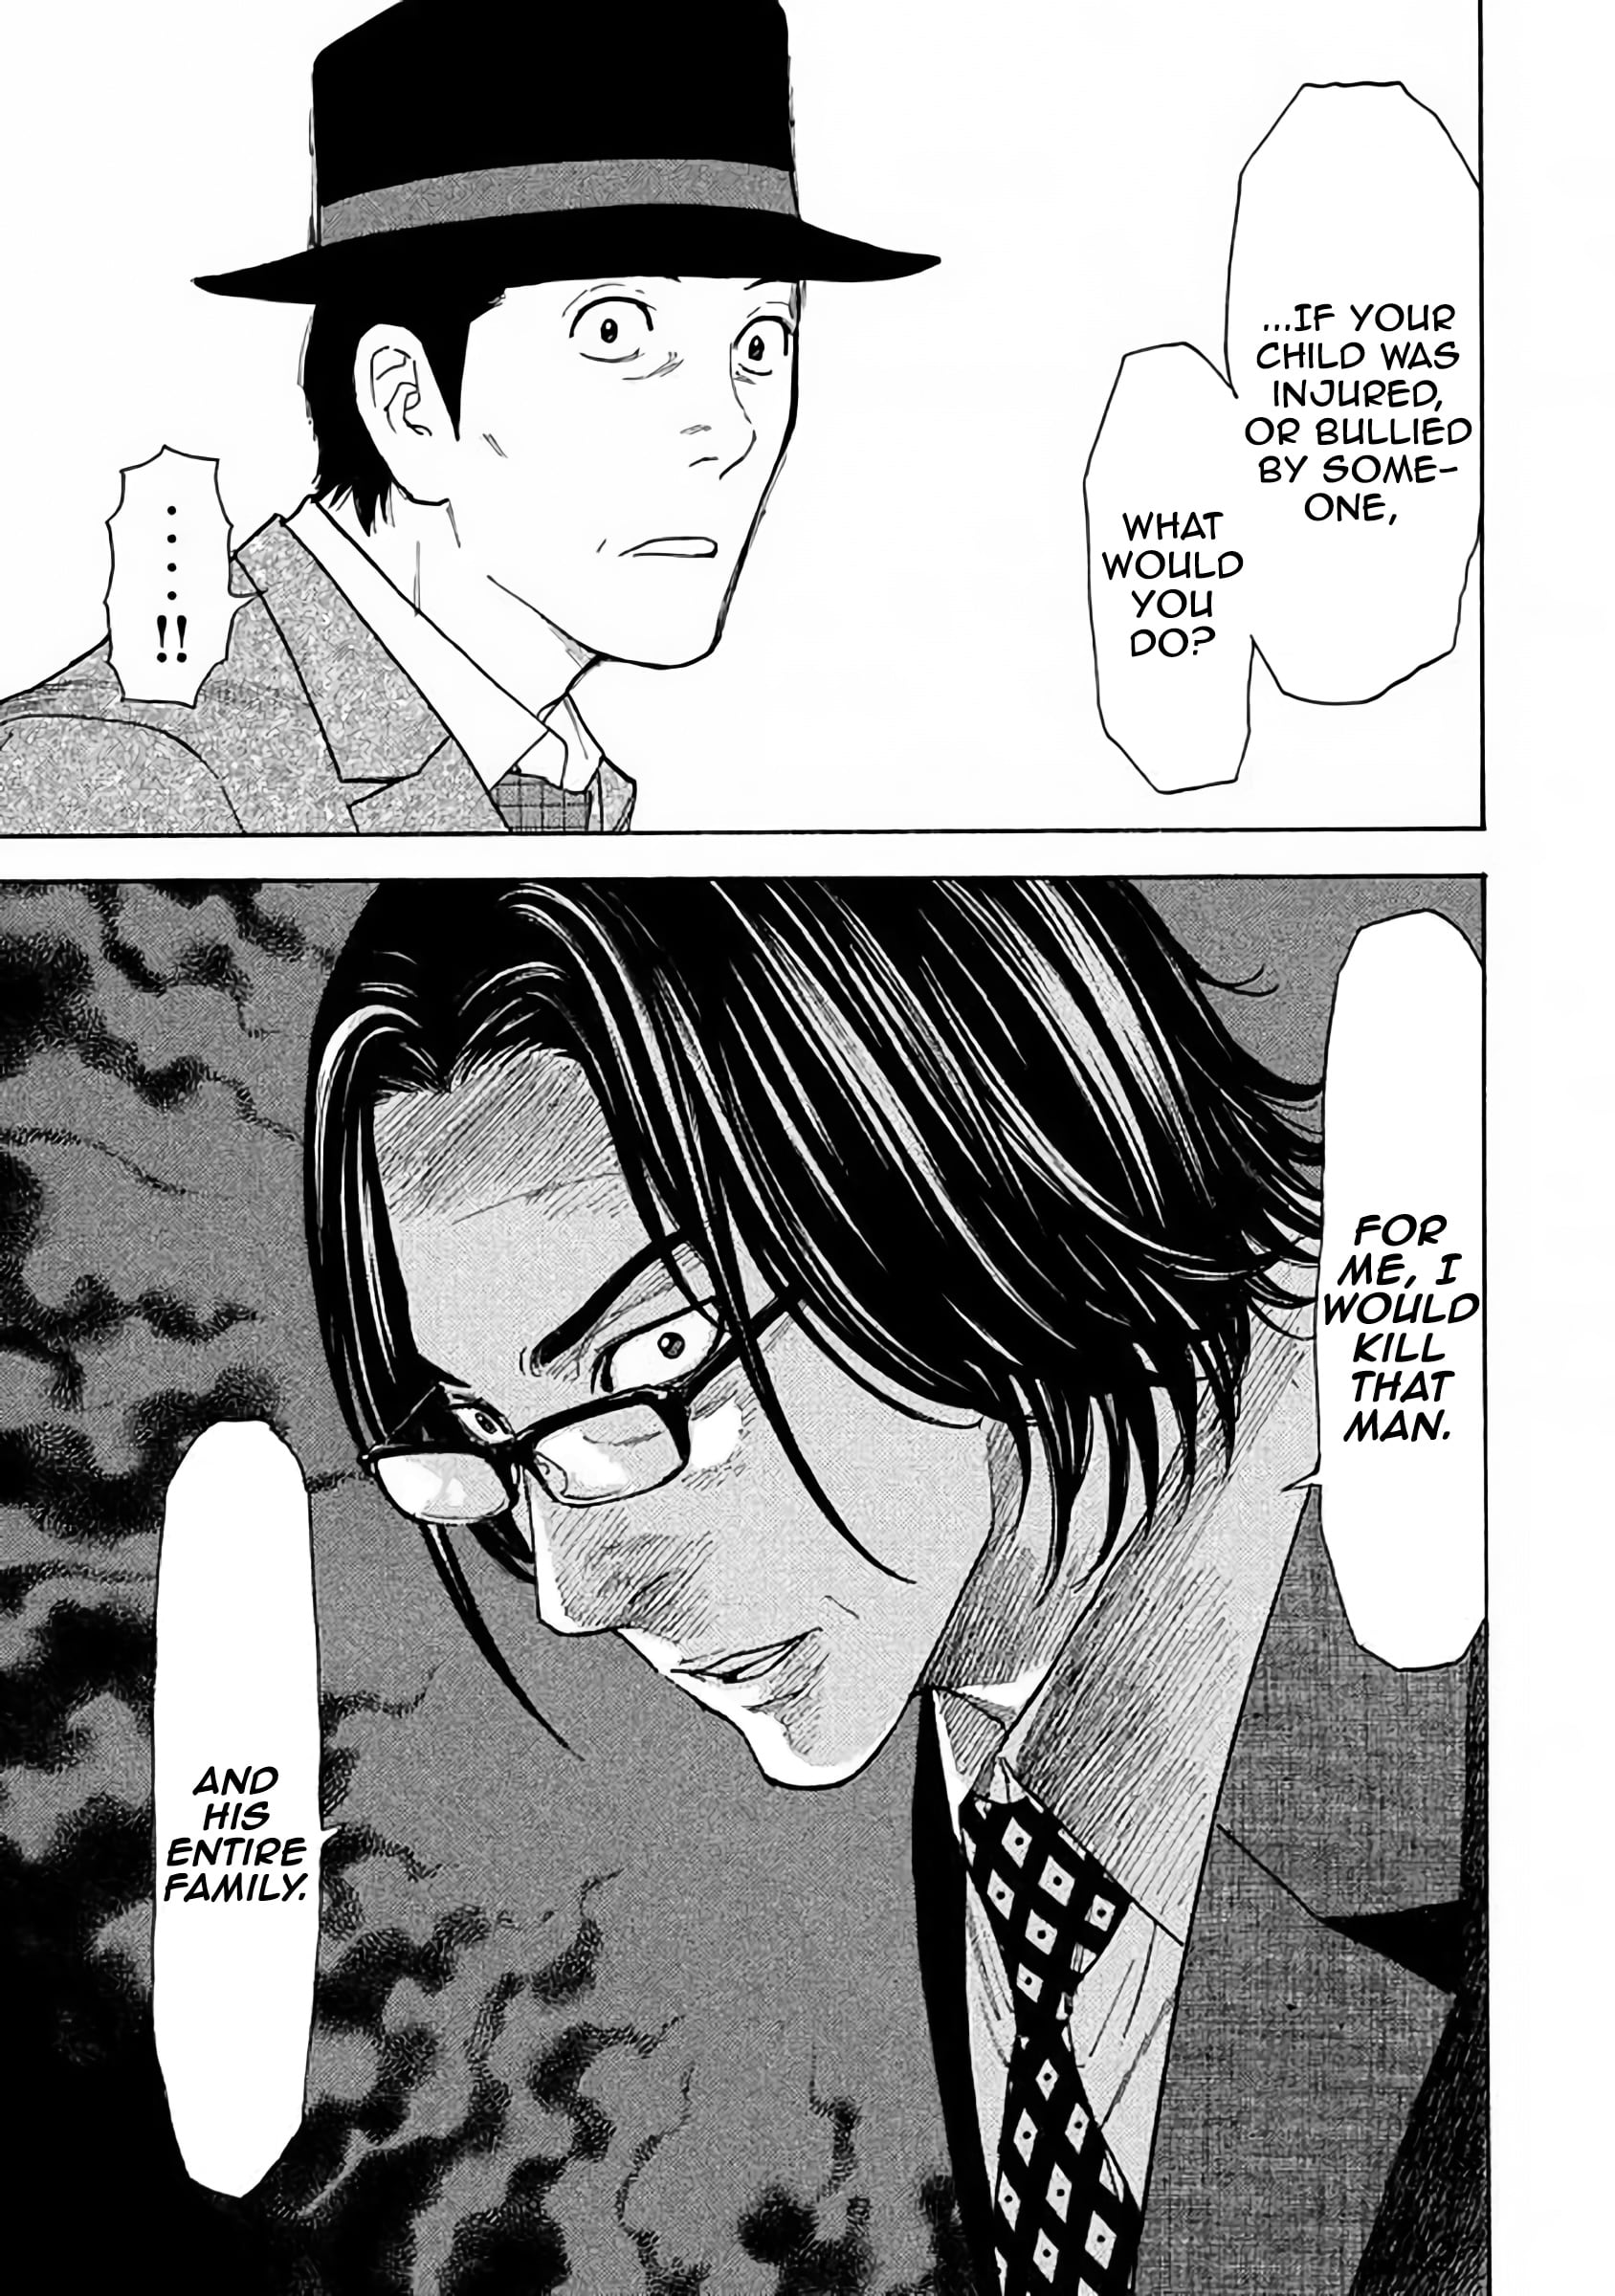 ...IF YOUR
CHILD WAS
INJURED,
OR BULLIED
BY SOME-
ONE,
WHAT
WOULD
YOU
DO?
....!!
FOR
ME, I
WOULD
KILL
THAT
MAN.
AND
HIS
ENTIRE
FAMILY.